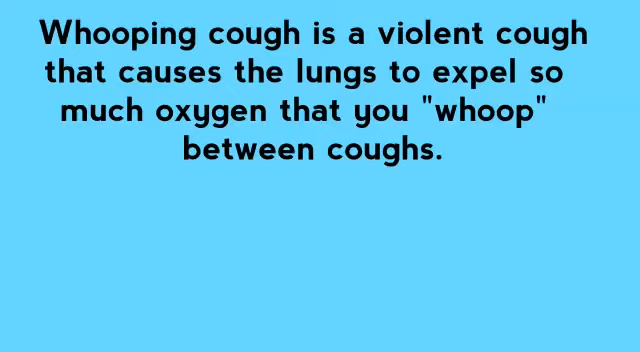 Whooping cough is a violent cough
that causes the lungs to expel so
much oxygen that you "whoop"
between coughs.